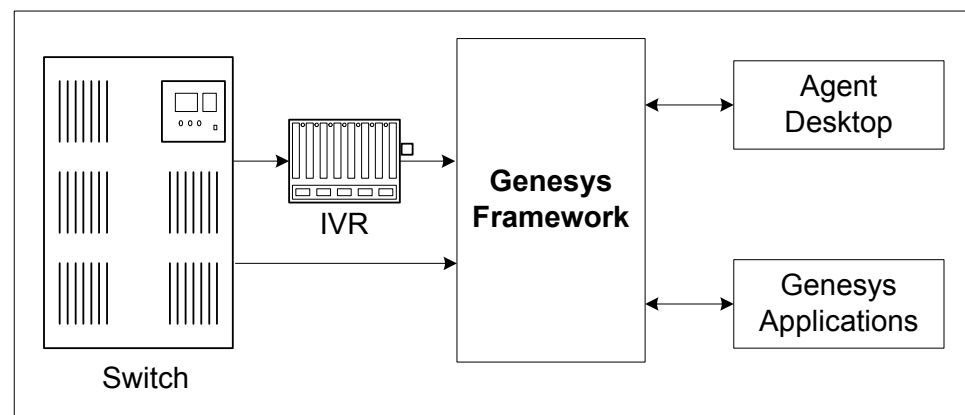 Switch
IVR
Genesys
Framework
Agent
Desktop
Genesys
Applications